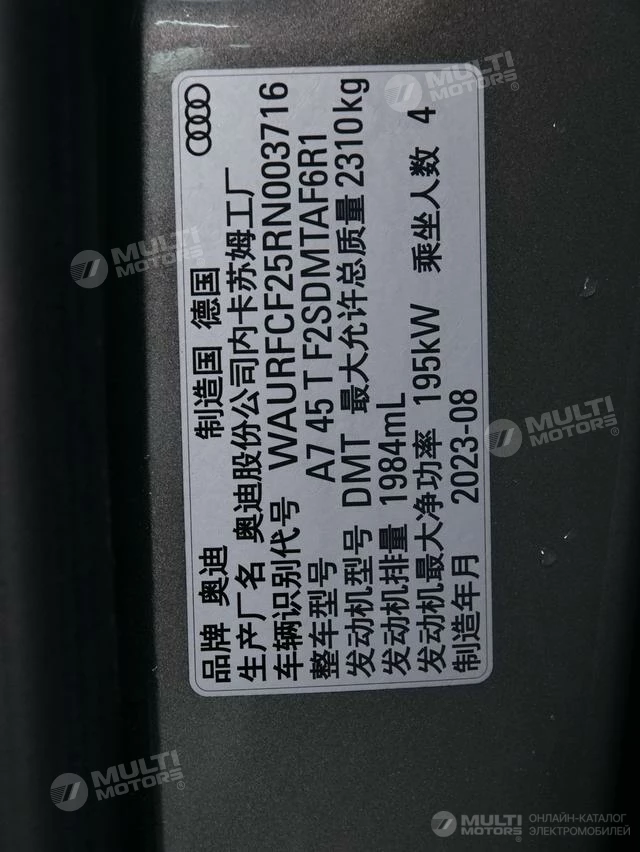 品牌 奥迪 制造国 德国
生产厂名 奥迪股份公司内卡苏姆工厂
车辆识别代号 WAURFCF25RN003716
整车型号 A7 45 T F2SDMTAF6R1
发动机型号 DMT 最大允许总质量 2310kg
发动机排量 1984mL
发动机最大净功率 195kW 乘坐人数 4
制造年月 2023-08
MULTI MOTORS®
MULTI MOTORS®
MULTI MOTORS®
MULTI MOTORS®
MULTI MOTORS® ОНЛАЙН-КАТАЛОГ
ЭЛЕКТРОМОБИЛЕЙ